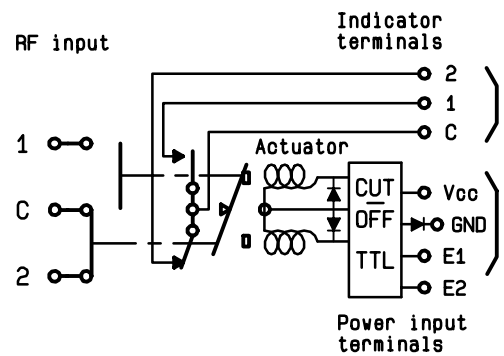 RF input
Indicator
terminals
2
1
C
1
C
2
Actuator
CUT
OFF
TTL
Vcc
GND
E1
E2
Power input
terminals